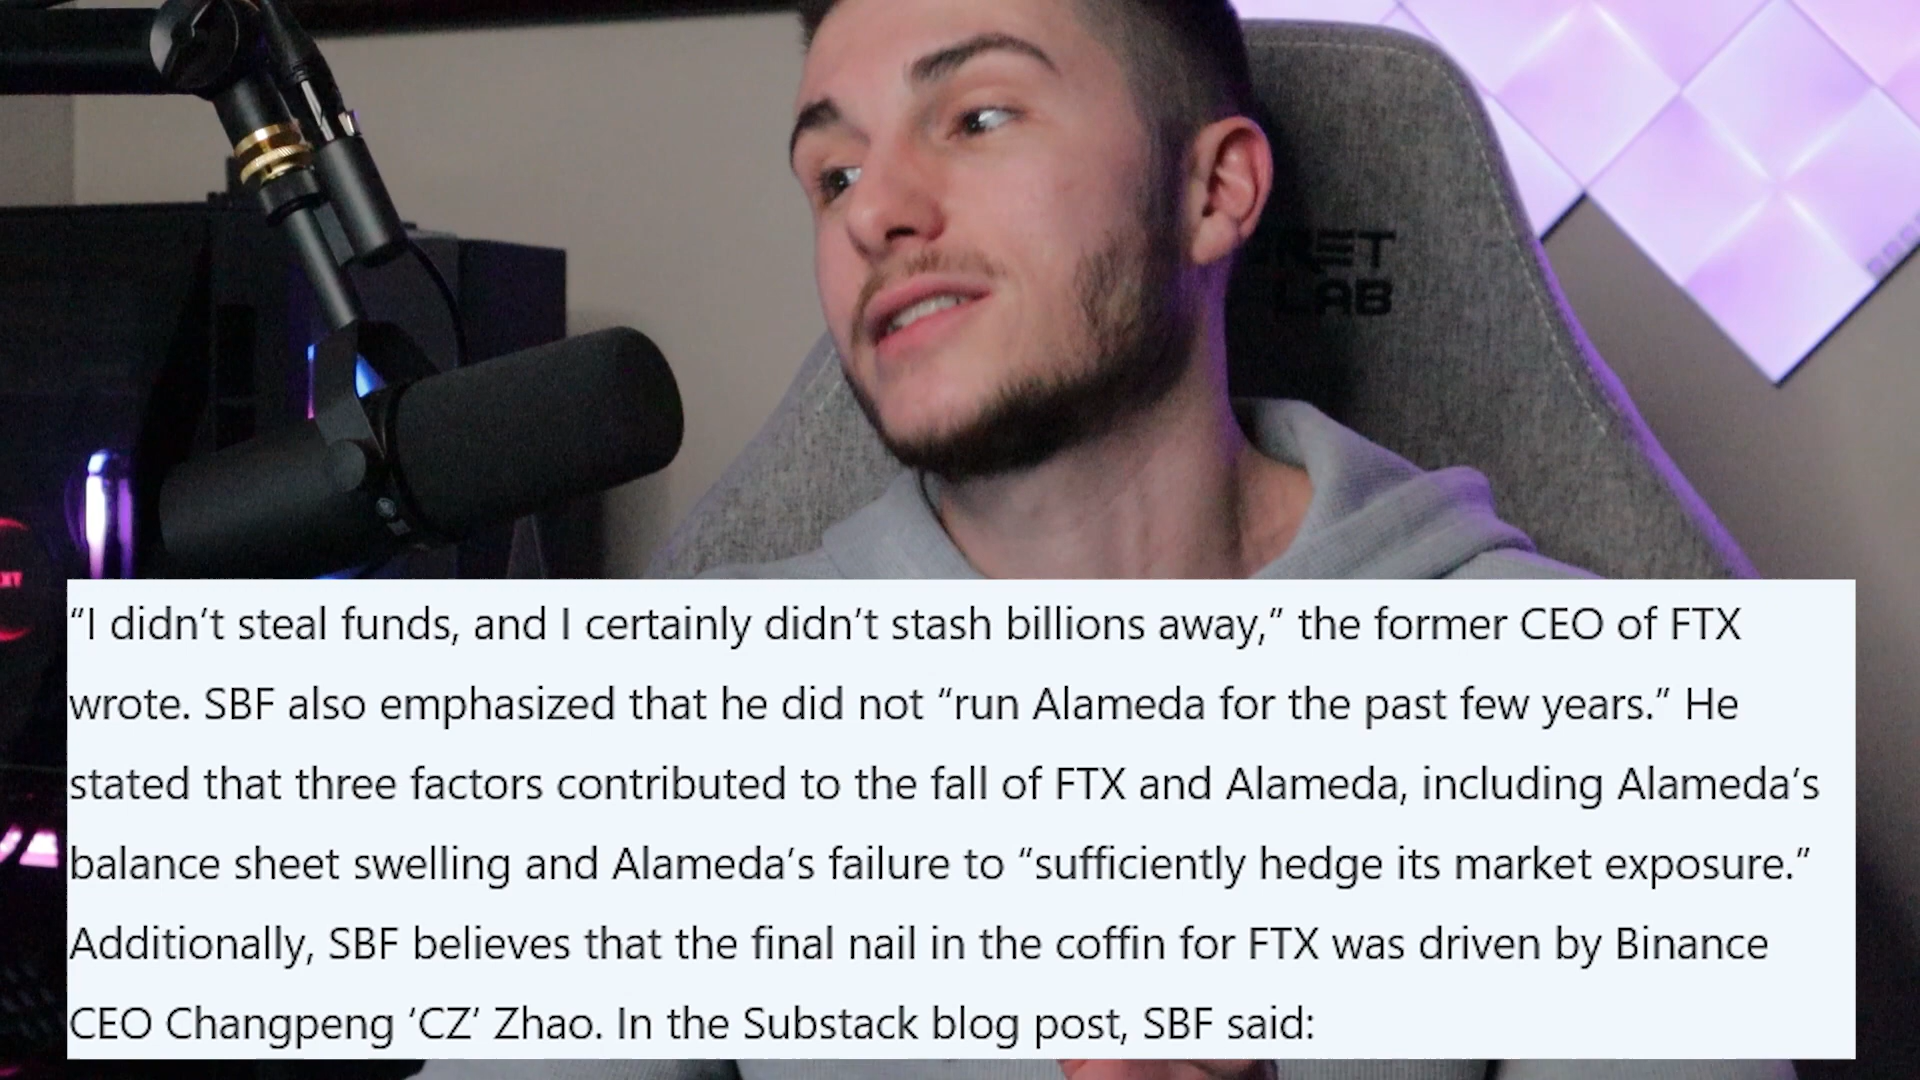 NET
LAB
“I didn’t steal funds, and I certainly didn’t stash billions away,” the former CEO of FTX
wrote. SBF also emphasized that he did not “run Alameda for the past few years.” He
stated that three factors contributed to the fall of FTX and Alameda, including Alameda’s
balance sheet swelling and Alameda’s failure to “sufficiently hedge its market exposure.”
Additionally, SBF believes that the final nail in the coffin for FTX was driven by Binance
CEO Changpeng ‘CZ’ Zhao. In the Substack blog post, SBF said: